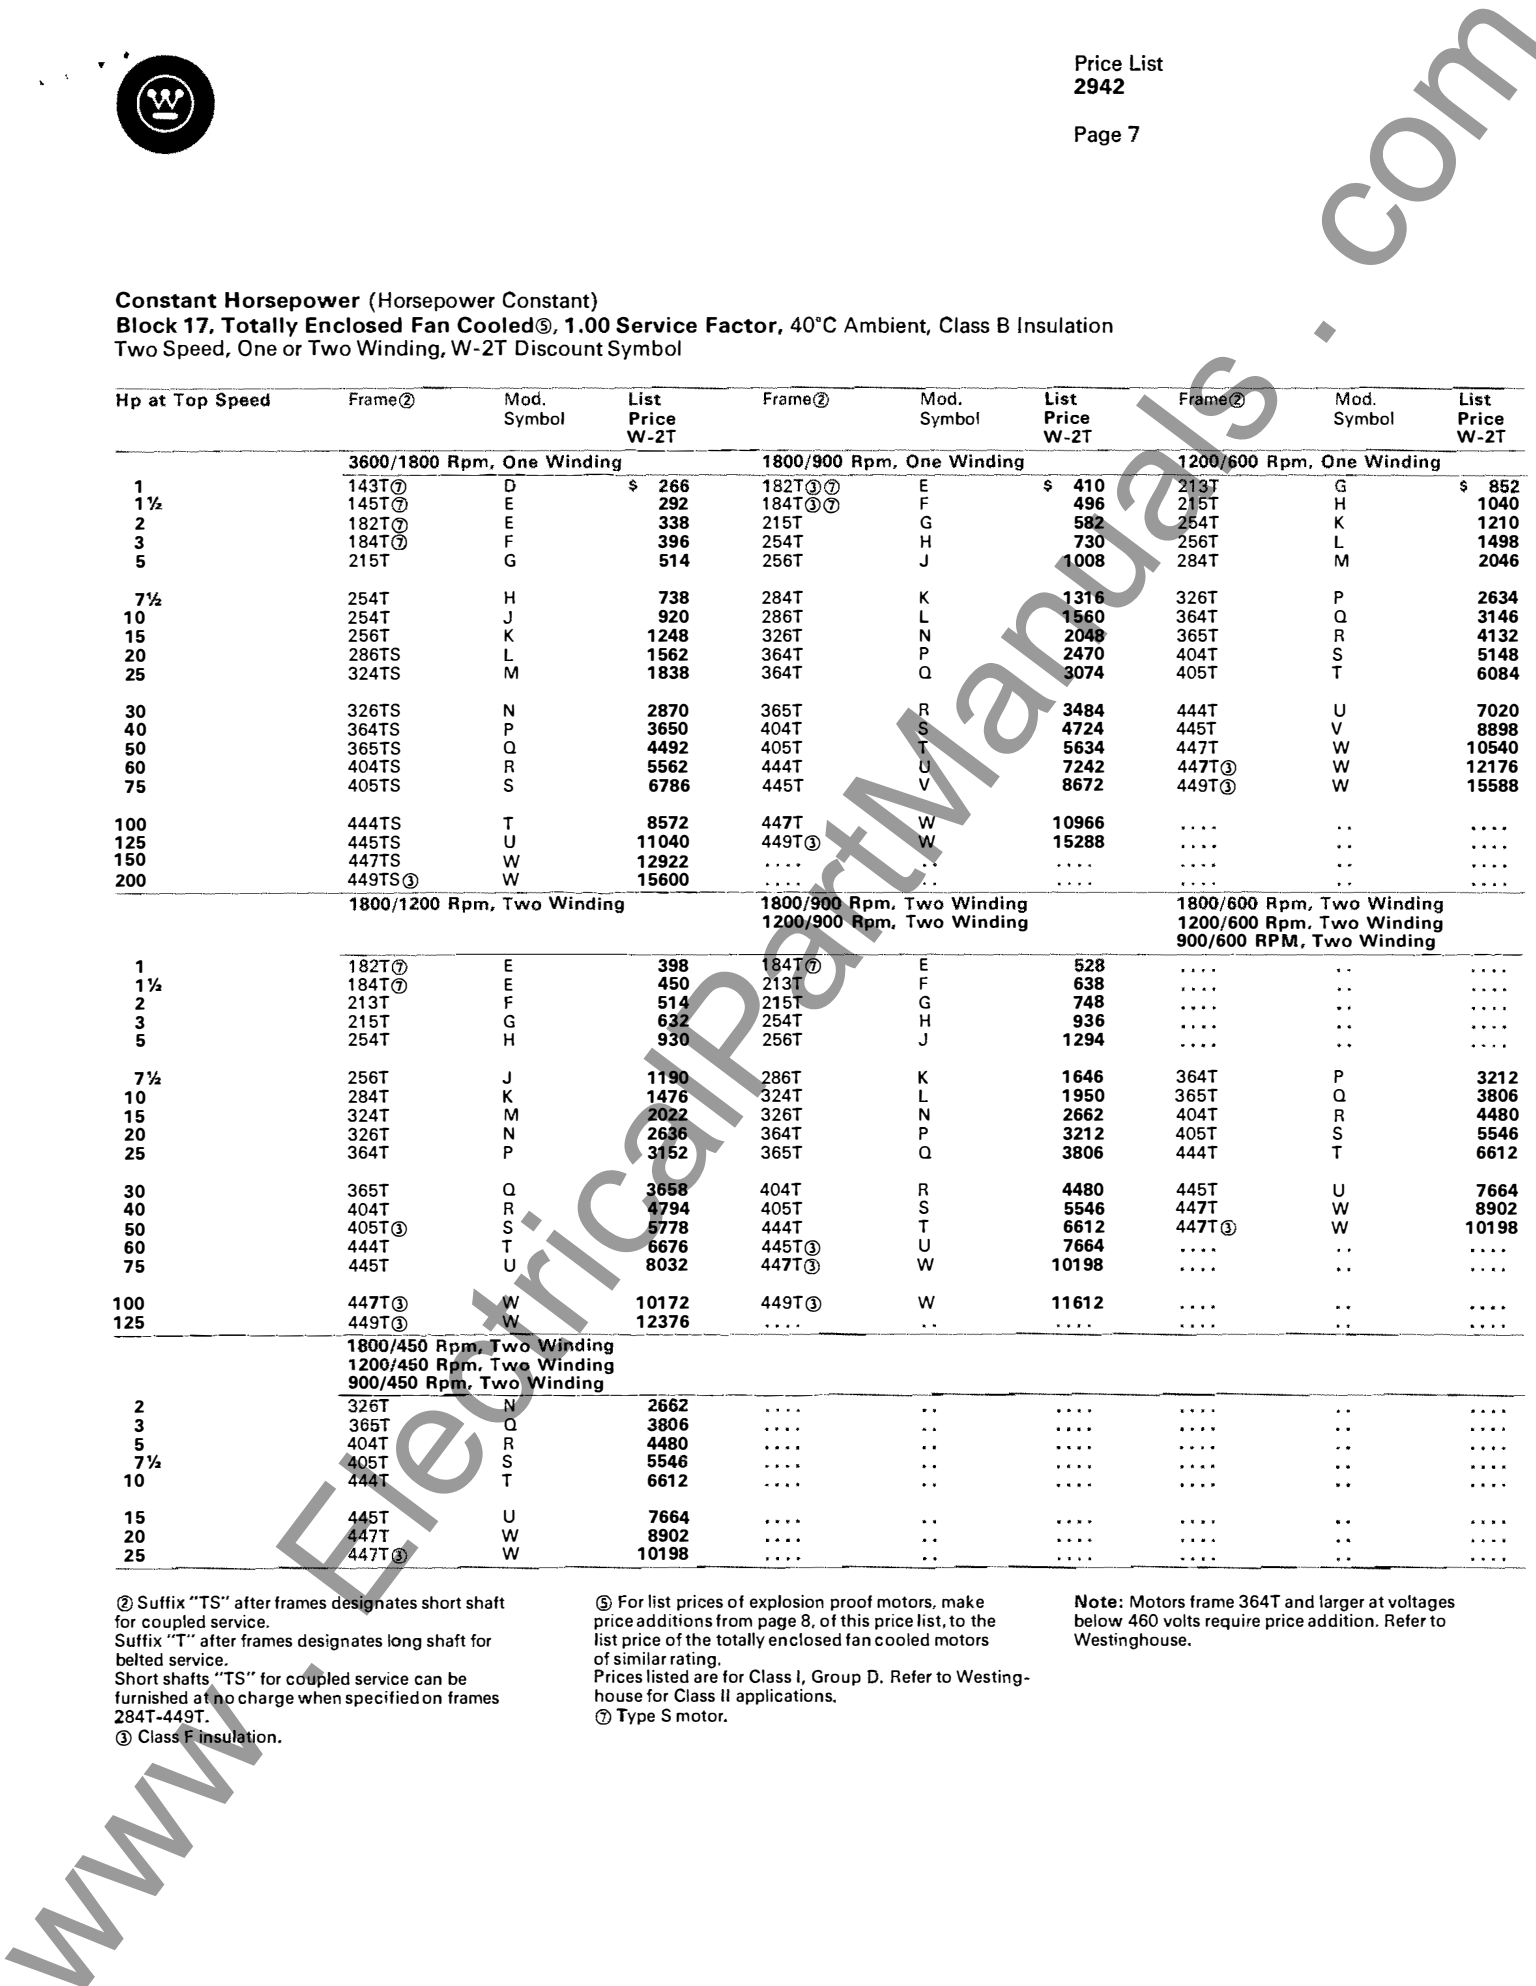 Price List
2942
Page 7
Constant Horsepower (Horsepower Constant)
Block 17, Totally Enclosed Fan Cooled⑤, 1.00 Service Factor, 40°C Ambient, Class B Insulation
Two Speed, One or Two Winding, W-2T Discount Symbol
Hp at Top Speed Frame② Mod. Symbol List Price W-2T Frame② Mod. Symbol List Price W-2T Frame② Mod. Symbol List Price W-2T
3600/1800 Rpm, One Winding 1800/900 Rpm, One Winding 1200/600 Rpm, One Winding
1 143T⑦ D $ 266 182T③⑦ E $ 410 213T G $ 852
1½ 145T⑦ E 292 184T③⑦ F 496 215T H 1040
2 182T⑦ E 338 215T G 582 254T K 1210
3 184T⑦ F 396 254T H 730 256T L 1498
5 215T G 514 256T J 1008 284T M 2046
7½ 254T H 738 284T K 1316 326T P 2634
10 254T J 920 286T L 1560 364T Q 3146
15 256T K 1248 326T N 2048 365T R 4132
20 286TS L 1562 364T P 2470 404T S 5148
25 324TS M 1838 364T Q 3074 405T T 6084
30 326TS N 2870 365T R 3484 444T U 7020
40 364TS P 3650 404T S 4724 445T V 8898
50 365TS Q 4492 405T T 5634 447T W 10540
60 404TS R 5562 444T U 7242 447T③ W 12176
75 405TS S 6786 445T V 8672 449T③ W 15588
100 444TS T 8572 447T W 10966 .... .. ....
125 445TS U 11040 449T③ W 15288 .... .. ....
150 447TS W 12922 .... .. .... .... .. ....
200 449TS③ W 15600 .... .. .... .... .. ....
1800/1200 Rpm, Two Winding 1800/900 Rpm, Two Winding 1800/600 Rpm, Two Winding
1200/900 Rpm, Two Winding 1200/600 Rpm, Two Winding
900/600 RPM, Two Winding
1 182T⑦ E 398 184T⑦ E 528 .... .. ....
1½ 184T⑦ E 450 213T F 638 .... .. ....
2 213T F 514 215T G 748 .... .. ....
3 215T G 632 254T H 936 .... .. ....
5 254T H 930 256T J 1294 .... .. ....
7½ 256T J 1190 286T K 1646 364T P 3212
10 284T K 1476 324T L 1950 365T Q 3806
15 324T M 2022 326T N 2662 404T R 4480
20 326T N 2636 364T P 3212 405T S 5546
25 364T P 3152 365T Q 3806 444T T 6612
30 365T Q 3658 404T R 4480 445T U 7664
40 404T R 4794 405T S 5546 447T W 8902
50 405T③ S 5778 444T T 6612 447T③ W 10198
60 444T T 6676 445T③ U 7664 .... .. ....
75 445T U 8032 447T③ W 10198 .... .. ....
100 447T③ W 10172 449T③ W 11612 .... .. ....
125 449T③ W 12376 .... .. .... .... .. ....
1800/450 Rpm, Two Winding
1200/450 Rpm, Two Winding
900/450 Rpm, Two Winding
2 326T N 2662 .... .. .... .... .. ....
3 365T Q 3806 .... .. .... .... .. ....
5 404T R 4480 .... .. .... .... .. ....
7½ 405T S 5546 .... .. .... .... .. ....
10 444T T 6612 .... .. .... .... .. ....
15 445T U 7664 .... .. .... .... .. ....
20 447T W 8902 .... .. .... .... .. ....
25 447T③ W 10198 .... .. .... .... .. ....
② Suffix "TS" after frames designates short shaft
for coupled service.
Suffix "T" after frames designates long shaft for
belted service.
Short shafts "TS" for coupled service can be
furnished at no charge when specified on frames
284T-449T.
③ Class F insulation.
⑤ For list prices of explosion proof motors, make
price additions from page 8, of this price list, to the
list price of the totally enclosed fan cooled motors
of similar rating.
Prices listed are for Class I, Group D. Refer to Westing-
house for Class II applications.
⑦ Type S motor.
Note: Motors frame 364T and larger at voltages
below 460 volts require price addition. Refer to
Westinghouse.
www . ElectricalPartManuals . com